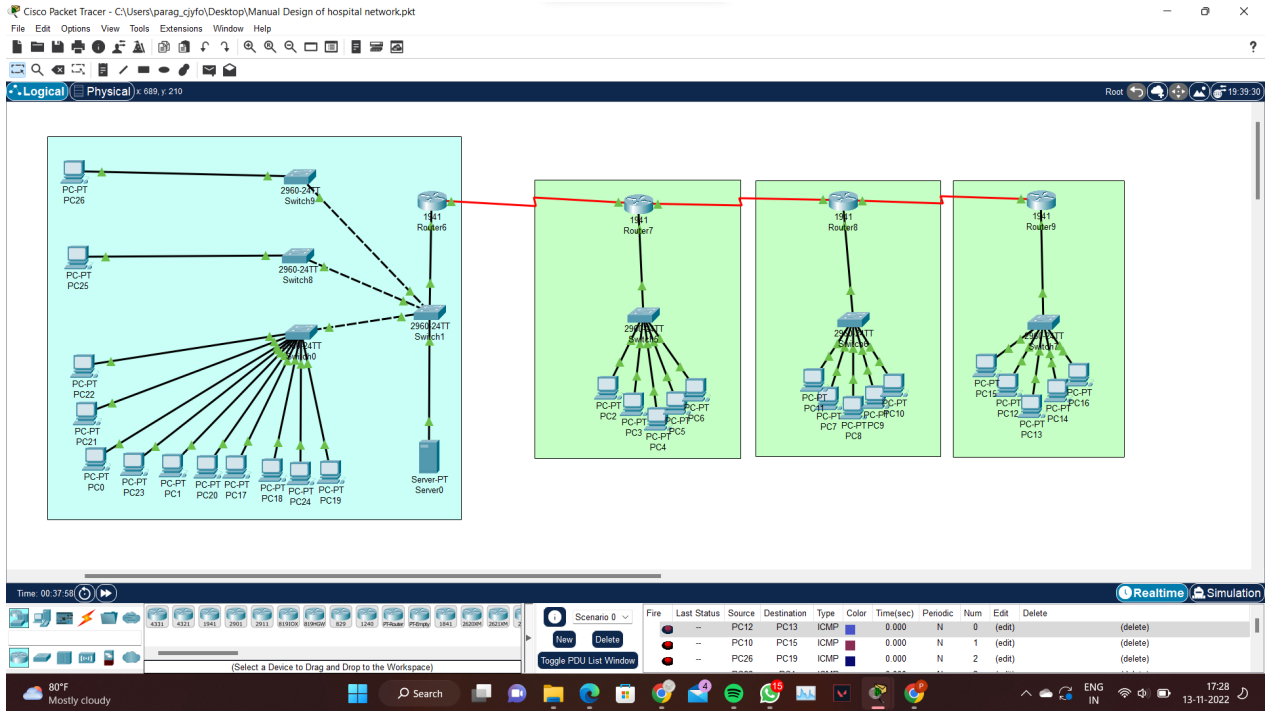 Cisco Packet Tracer - C:\Users\parag_cjyfo\Desktop\Manual Design of hospital network.pkt
File Edit Options View Tools Extensions Window Help
?
Logical Physical x: 689, y: 210
Root 19:39:30
PC-PT
PC26
2960-24TT
Switch9
1941
Router6
1941
Router7
1941
Router8
1941
Router9
PC-PT
PC25
2960-24TT
Switch8
2960-24TT
Switch1
24TT
Switch0
PC-PT
PC22
PC-PT
PC21
PC-PT
PC0
PC-PT
PC23
PC-PT
PC1
PC-PT
PC20
PC-PT
PC17
PC-PT
PC18
PC-PT
PC24
PC-PT
PC19
Server-PT
Server0
PC-PT
PC2
PC-PT
PC3
PC-PT
PC4
PC-PT
PC5
PC-PT
PC6
PC-PT
PC11
PC-PT
PC7
PC-PT
PC8
PC-PT
PC9
PC-PT
PC10
2960-24TT
Switch7
PC-PT
PC15
PC-PT
PC12
PC-PT
PC13
PC-PT
PC14
PC-PT
PC16
Time: 00:37:58
Realtime Simulation
4331 4321 1941 2901 2911 819IOX 819HGW 829 1240 PT-Router PT-Empty 1841 2620XM 2621XM
(Select a Device to Drag and Drop to the Workspace)
Scenario 0
New Delete
Toggle PDU List Window
Fire Last Status Source Destination Type Color Time(sec) Periodic Num Edit Delete
-- PC12 PC13 ICMP 0.000 N 0 (edit) (delete)
-- PC10 PC15 ICMP 0.000 N 1 (edit) (delete)
-- PC26 PC19 ICMP 0.000 N 2 (edit) (delete)
80°F
Mostly cloudy
Search
4
15
ENG
IN
17:28
13-11-2022